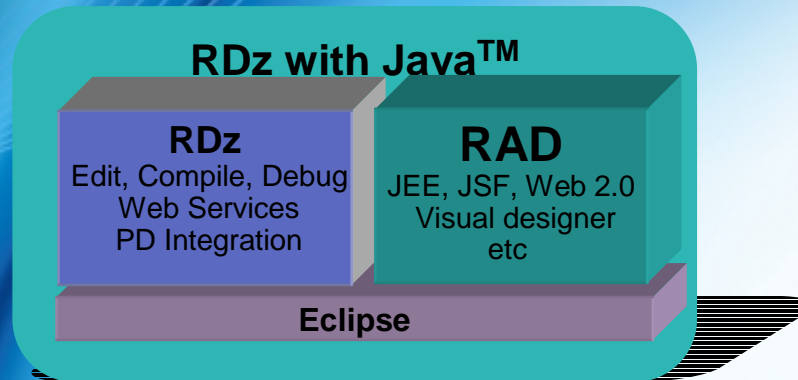 RDz with Java™
RDz
Edit, Compile, Debug
Web Services
PD Integration
RAD
JEE, JSF, Web 2.0
Visual designer
etc
Eclipse